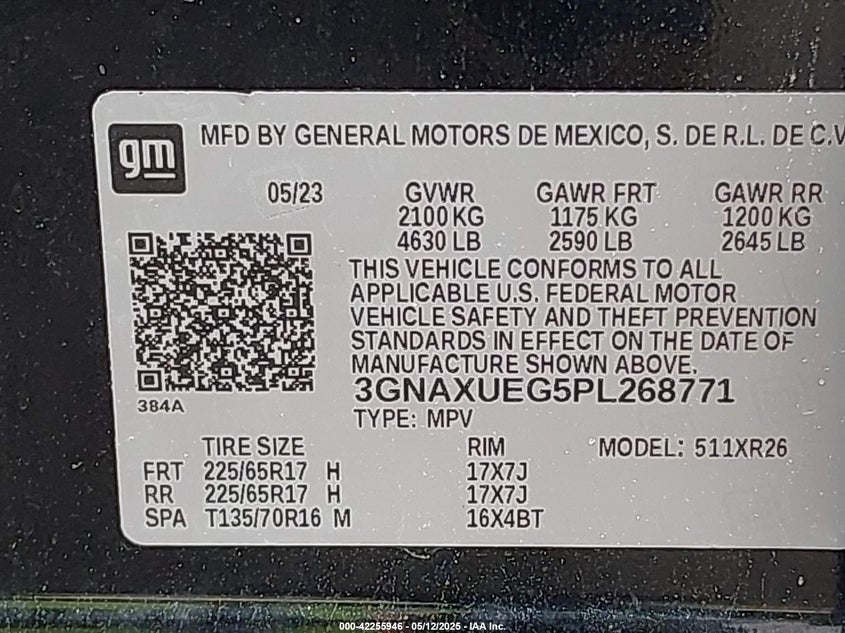 gm
MFD BY GENERAL MOTORS DE MEXICO, S. DE R.L. DE C.V
05/23 GVWR GAWR FRT GAWR RR
2100 KG 1175 KG 1200 KG
4630 LB 2590 LB 2645 LB
THIS VEHICLE CONFORMS TO ALL
APPLICABLE U.S. FEDERAL MOTOR
VEHICLE SAFETY AND THEFT PREVENTION
STANDARDS IN EFFECT ON THE DATE OF
MANUFACTURE SHOWN ABOVE.
3GNAXUEG5PL268771
384A
TYPE: MPV
TIRE SIZE RIM MODEL: 511XR26
FRT 225/65R17 H 17X7J
RR 225/65R17 H 17X7J
SPA T135/70R16 M 16X4BT
000-42255946 - 05/12/2025 - IAA Inc.